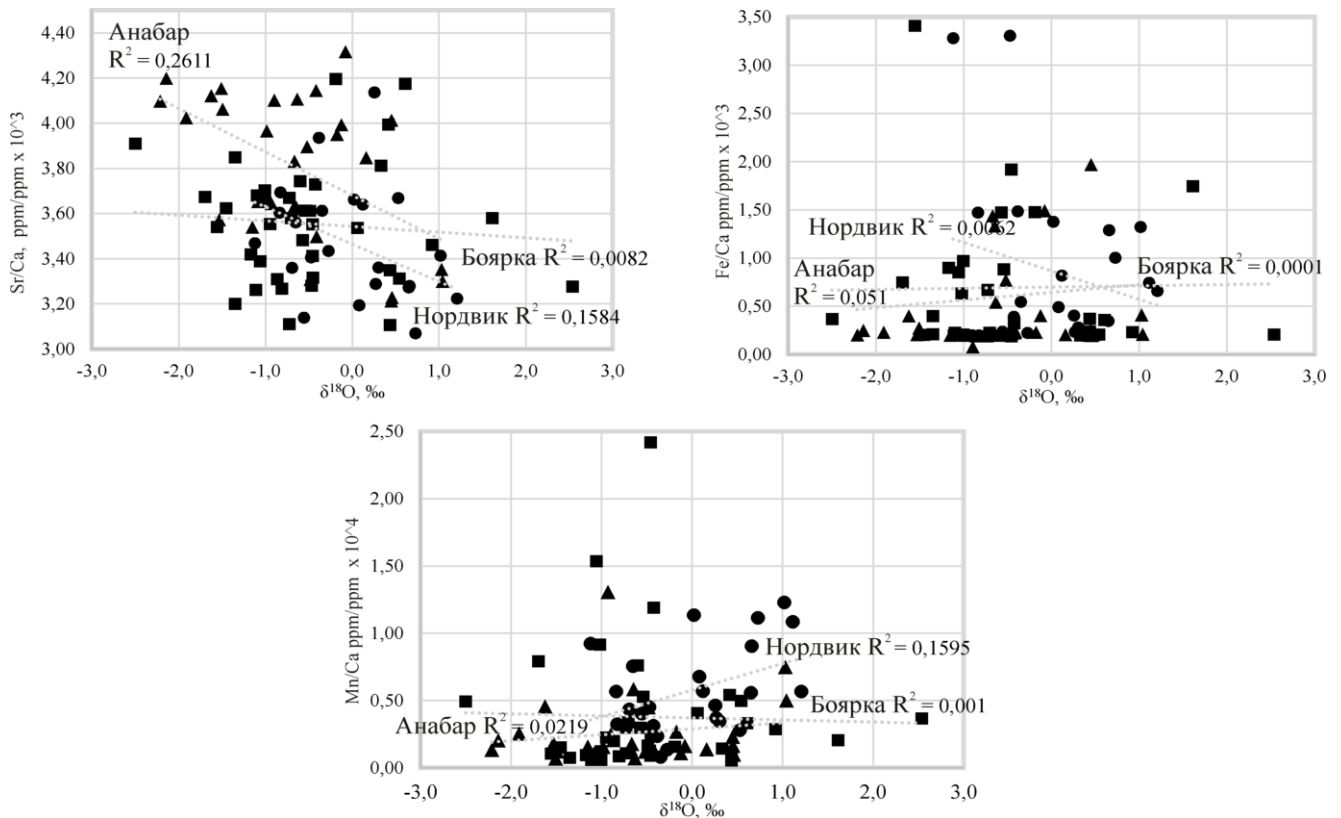 4,40
4,20
4,00
3,80
3,60
3,40
3,20
3,00
Sr/Ca, ppm/ppm x 10^3
Анабар
R² = 0,2611
Боярка R² = 0,0082
Нордвик R² = 0,1584
-3,0 -2,0 -1,0 0,0 1,0 2,0 3,0
δ¹⁸O, ‰
3,50
3,00
2,50
2,00
1,50
1,00
0,50
0,00
Fe/Ca ppm/ppm x 10^3
Нордвик R² = 0,0062
Анабар
R² = 0,051
Боярка R² = 0,0001
-3,0 -2,0 -1,0 0,0 1,0 2,0 3,0
δ¹⁸O, ‰
2,50
2,00
1,50
1,00
0,50
0,00
Mn/Ca ppm/ppm x 10^4
Нордвик R² = 0,1595
Боярка R² = 0,001
Анабар R² = 0,0219
-3,0 -2,0 -1,0 0,0 1,0 2,0 3,0
δ¹⁸O, ‰